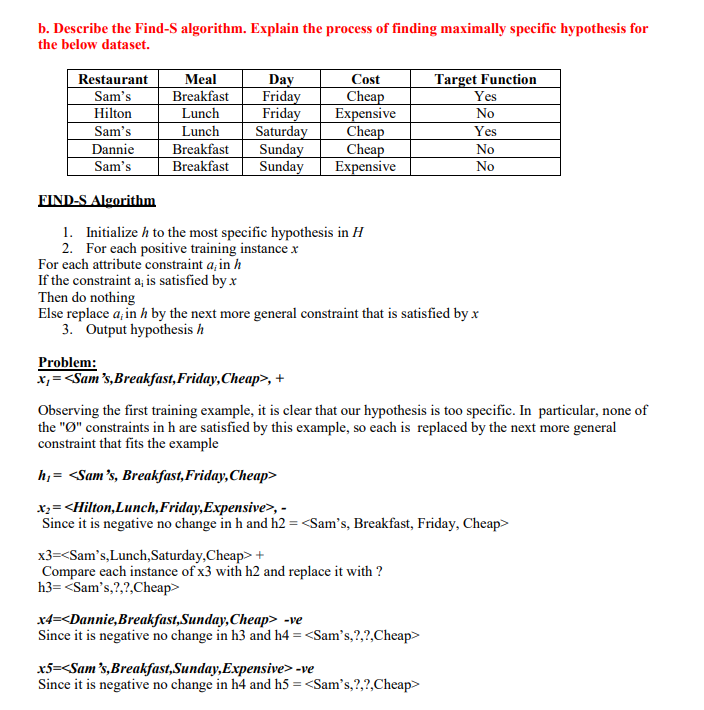 b. Describe the Find-S algorithm. Explain the process of finding maximally specific hypothesis for
the below dataset.
Restaurant Meal Day Cost Target Function
Sam's Breakfast Friday Cheap Yes
Hilton Lunch Friday Expensive No
Sam's Lunch Saturday Cheap Yes
Dannie Breakfast Sunday Cheap No
Sam's Breakfast Sunday Expensive No
FIND-S Algorithm
1. Initialize h to the most specific hypothesis in H
2. For each positive training instance x
For each attribute constraint aᵢ in h
If the constraint aᵢ is satisfied by x
Then do nothing
Else replace aᵢ in h by the next more general constraint that is satisfied by x
3. Output hypothesis h
Problem:
x₁ = <Sam's,Breakfast,Friday,Cheap>, +
Observing the first training example, it is clear that our hypothesis is too specific. In particular, none of
the "Ø" constraints in h are satisfied by this example, so each is replaced by the next more general
constraint that fits the example
h₁ = <Sam's, Breakfast,Friday,Cheap>
x₂ = <Hilton,Lunch,Friday,Expensive>, -
Since it is negative no change in h and h2 = <Sam's, Breakfast, Friday, Cheap>
x3=<Sam's,Lunch,Saturday,Cheap> +
Compare each instance of x3 with h2 and replace it with ?
h3= <Sam's,?,?,Cheap>
x4=<Dannie,Breakfast,Sunday,Cheap> -ve
Since it is negative no change in h3 and h4 = <Sam's,?,?,Cheap>
x5=<Sam's,Breakfast,Sunday,Expensive> -ve
Since it is negative no change in h4 and h5 = <Sam's,?,?,Cheap>